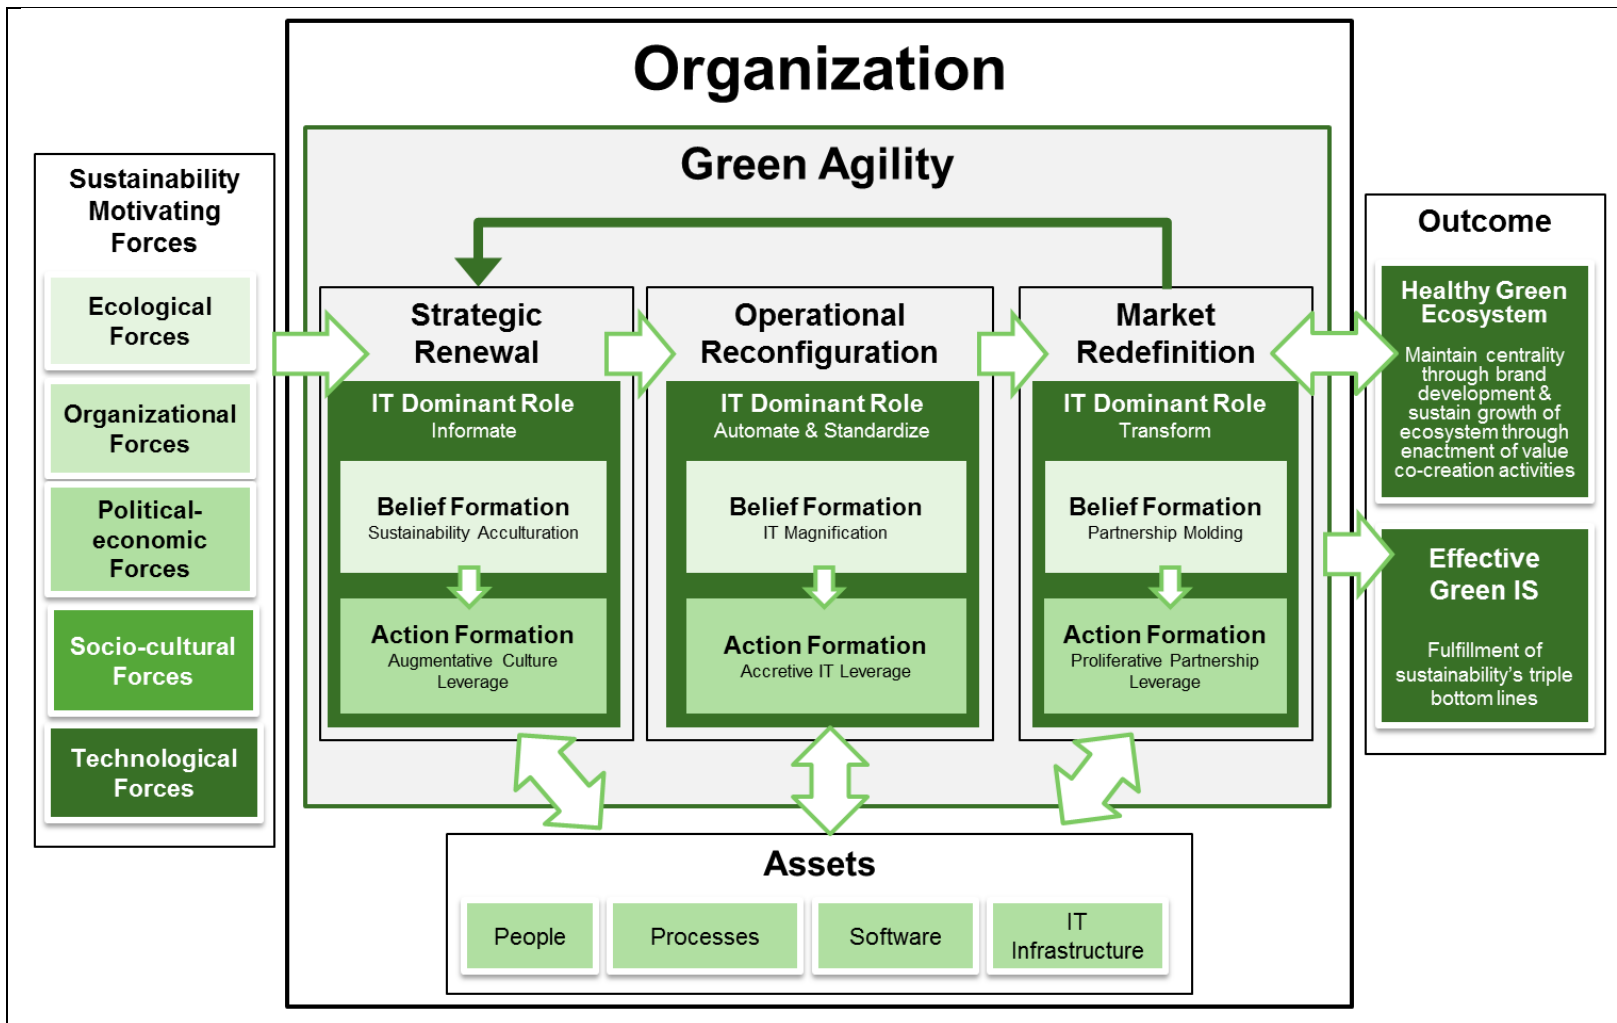 Organization
Green Agility
Sustainability
Motivating
Forces
Ecological
Forces
Organizational
Forces
Political-
economic
Forces
Socio-cultural
Forces
Technological
Forces
Strategic
Renewal
IT Dominant Role
Informate
Belief Formation
Sustainability Acculturation
Action Formation
Augmentative Culture
Leverage
Operational
Reconfiguration
IT Dominant Role
Automate & Standardize
Belief Formation
IT Magnification
Action Formation
Accretive IT Leverage
Market
Redefinition
IT Dominant Role
Transform
Belief Formation
Partnership Molding
Action Formation
Proliferative Partnership
Leverage
Outcome
Healthy Green
Ecosystem
Maintain centrality
through brand
development &
sustain growth of
ecosystem through
enactment of value
co-creation activities
Effective
Green IS
Fulfillment of
sustainability's triple
bottom lines
Assets
People
Processes
Software
IT
Infrastructure